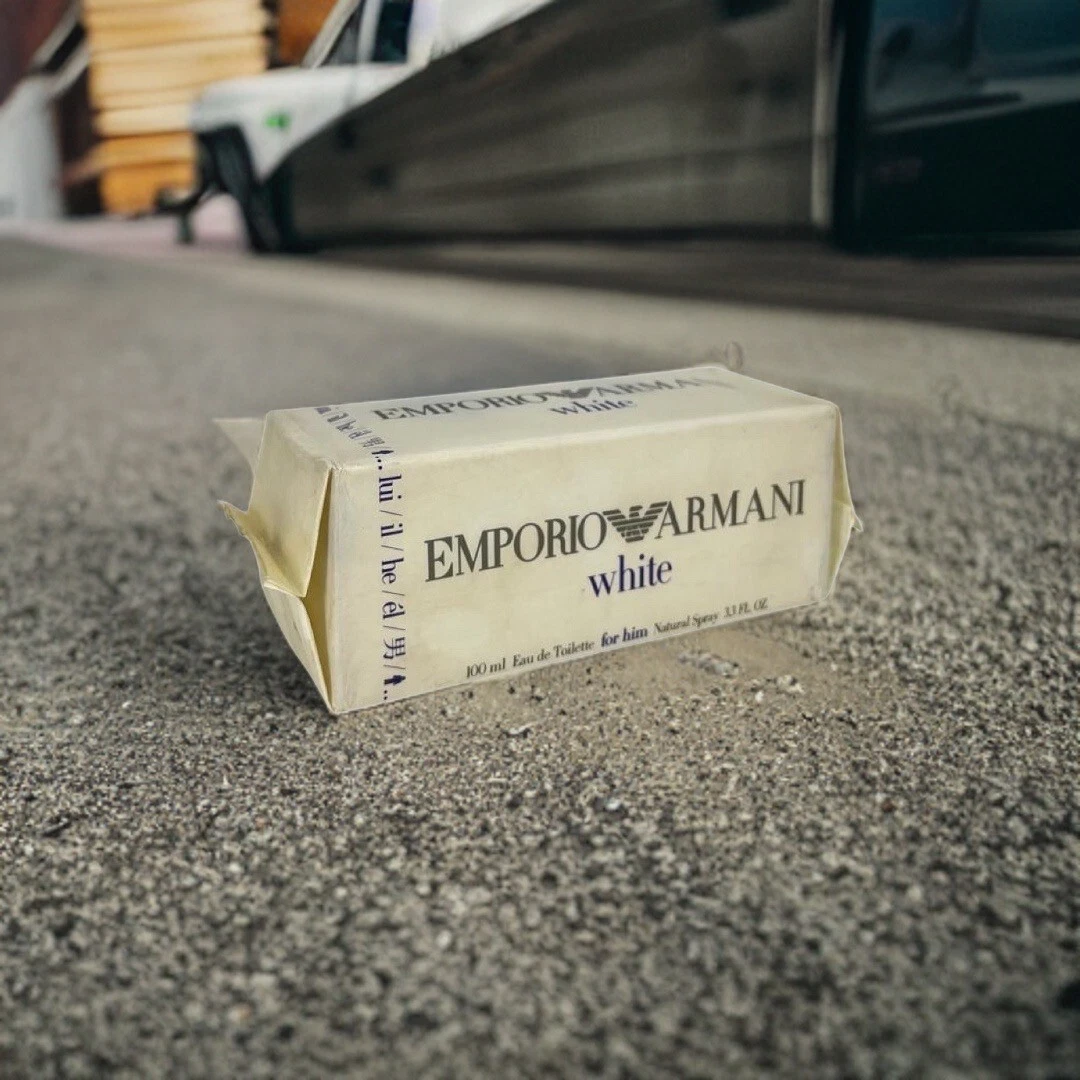 EMPORIO ARMANI
white
lui / il / he / él / 男 /
EMPORIO ARMANI
white
100 ml Eau de Toilette for him Natural Spray 3.3 FL. OZ